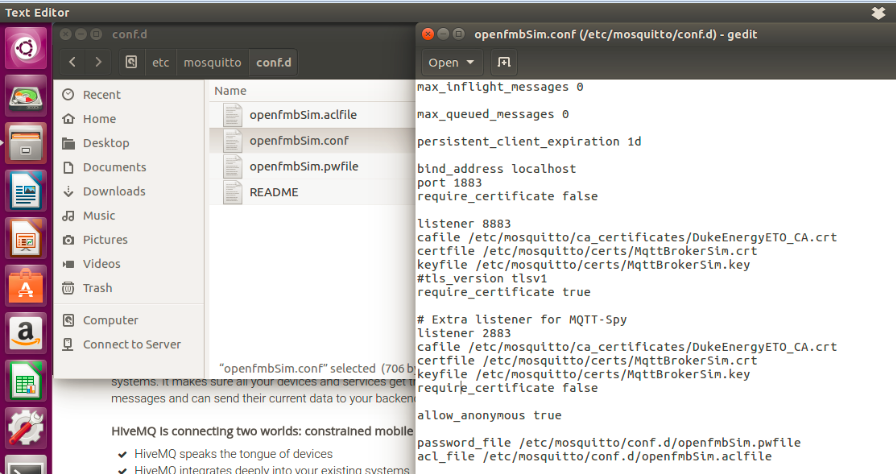 Text Editor
conf.d
openfmbSim.conf (/etc/mosquitto/conf.d) - gedit
etc
mosquitto
conf.d
Open
Recent
Home
Desktop
Documents
Downloads
Music
Pictures
Videos
Trash
Computer
Connect to Server
Name
openfmbSim.aclfile
openfmbSim.conf
openfmbSim.pwfile
README
"openfmbSim.conf" selected (706 by
systems. It makes sure all your devices and services get th
messages and can send their current data to your backend
HiveMQ is connecting two worlds: constrained mobile
HiveMQ speaks the tongue of devices
HiveMQ integrates deeply into your existing systems
max_inflight_messages 0
max_queued_messages 0
persistent_client_expiration 1d
bind_address localhost
port 1883
require_certificate false
listener 8883
cafile /etc/mosquitto/ca_certificates/DukeEnergyETO_CA.crt
certfile /etc/mosquitto/certs/MqttBrokerSim.crt
keyfile /etc/mosquitto/certs/MqttBrokerSim.key
#tls_version tlsv1
require_certificate true
# Extra listener for MQTT-Spy
listener 2883
cafile /etc/mosquitto/ca_certificates/DukeEnergyETO_CA.crt
certfile /etc/mosquitto/certs/MqttBrokerSim.crt
keyfile /etc/mosquitto/certs/MqttBrokerSim.key
require_certificate false
allow_anonymous true
password_file /etc/mosquitto/conf.d/openfmbSim.pwfile
acl_file /etc/mosquitto/conf.d/openfmbSim.aclfile